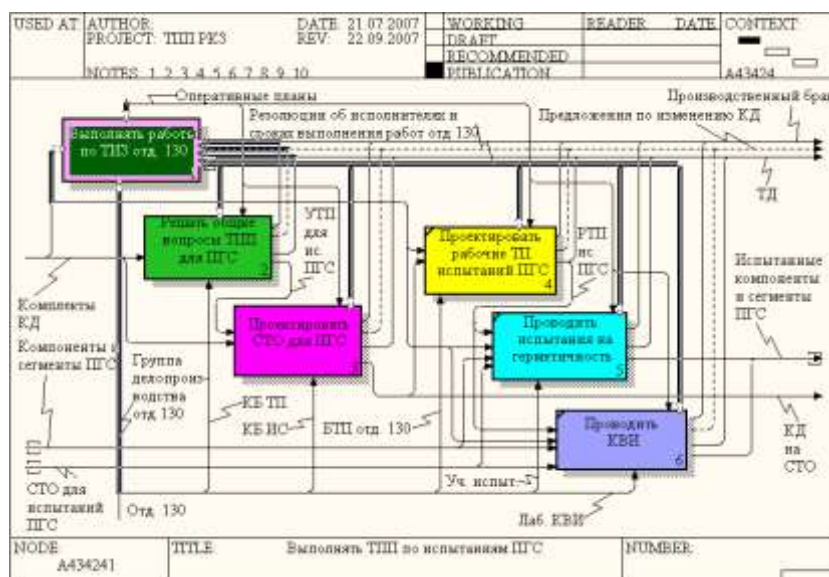 USED AT:
AUTHOR:
DATE: 21.07.2007
PROJECT: ТПП РКЗ
REV: 22.09.2007
NOTES: 1 2 3 4 5 6 7 8 9 10
WORKING
DRAFT
RECOMMENDED
PUBLICATION
READER
DATE
CONTEXT:
A43424
Оперативные планы
Резолюции об исполнителях и
сроках выполнения работ отд. 130
Предложения по изменению КД
Производственный брак
ТД
Выполнять работы
по ТИЗ отд. 130
Решать общие
вопросы ТПП
для ПГС
2
УТП
для
ис.
ПГС
Проектировать
рабочие ТП
испытаний ПГС
4
РТП
ис.
ПГС
Испытанные
компоненты
и сегменты
ПГС
Комплекты
КД
Проектировать
СТО для ПГС
Проводить
испытания на
герметичность
5
Компоненты и
сегменты ПГС
Группа
делопроиз-
водства
отд. 130
КБ ТП
КБ ИС
БТП отд. 130
Проводить
КВИ
6
КД
на
СТО
СТО для
испытаний
ПГС
Отд. 130
Уч. испыт.
Лаб. КВИ
NODE:
A434241
TITLE:
Выполнять ТПП по испытаниям ПГС
NUMBER: